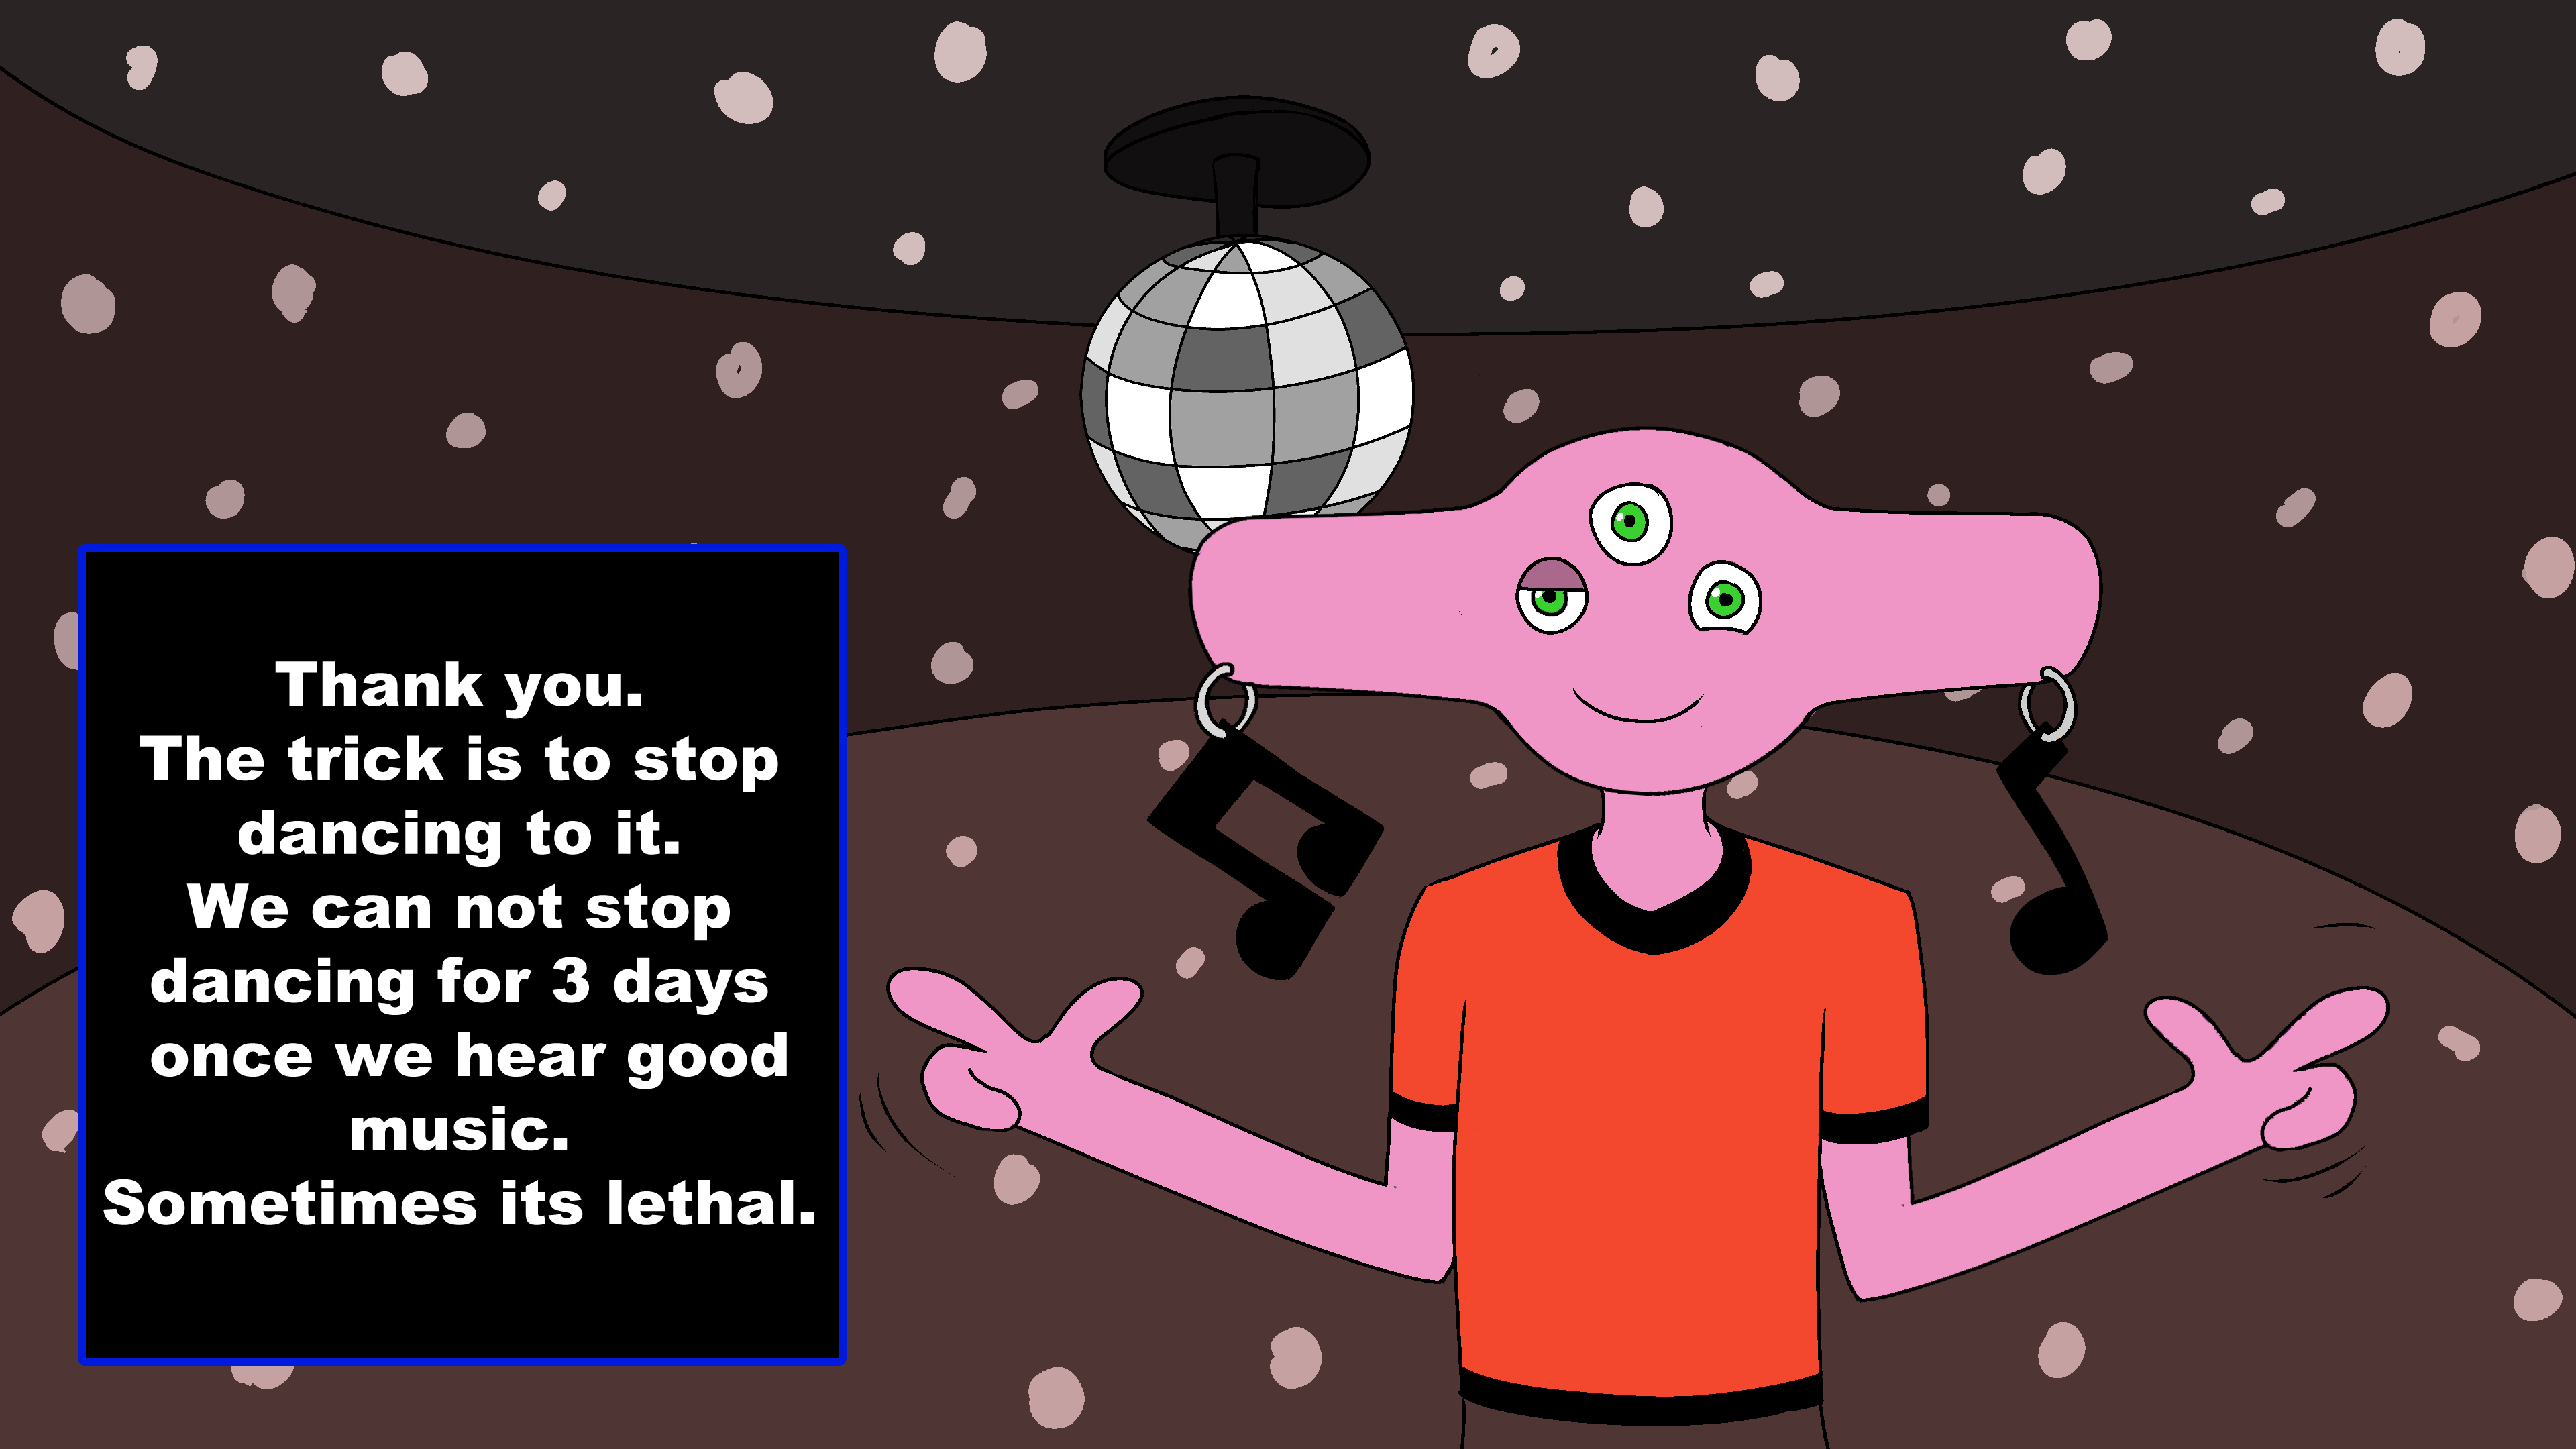 Thank you.
The trick is to stop
dancing to it.
We can not stop
dancing for 3 days
once we hear good
music.
Sometimes its lethal.